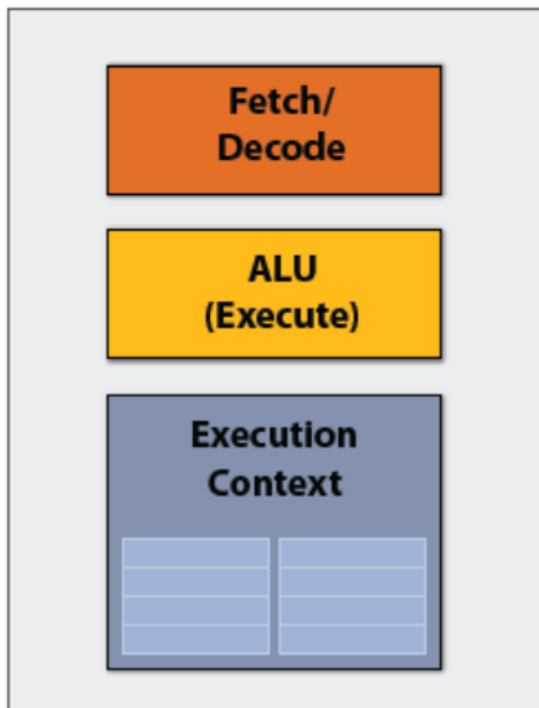 Fetch/
Decode
ALU
(Execute)
Execution
Context